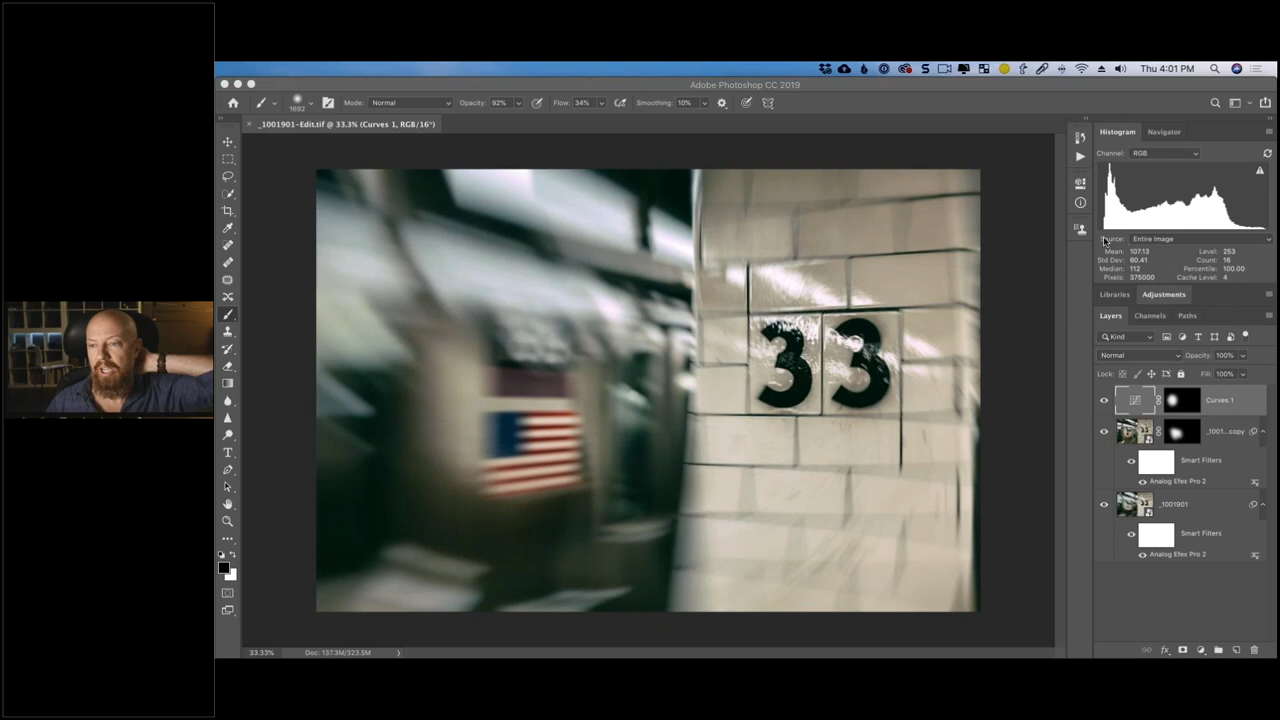 Thu 4:01 PM
Adobe Photoshop CC 2019
1692
Mode: Normal
Opacity: 92%
Flow: 34%
Smoothing: 10%
_1001901-Edit.tif @ 33.3% (Curves 1, RGB/16*)
Histogram
Navigator
Channel: RGB
Source: Entire Image
Mean: 107.13
Level: 253
Std Dev: 60.41
Count: 16
Median: 112
Percentile: 100.00
Pixels: 375000
Cache Level: 4
Libraries
Adjustments
Layers
Channels
Paths
Kind
Normal
Opacity: 100%
Lock:
Fill: 100%
Curves 1
_1001...copy
Smart Filters
Analog Efex Pro 2
_1001901
Smart Filters
Analog Efex Pro 2
33
33.33%
Doc: 137.3M/323.5M